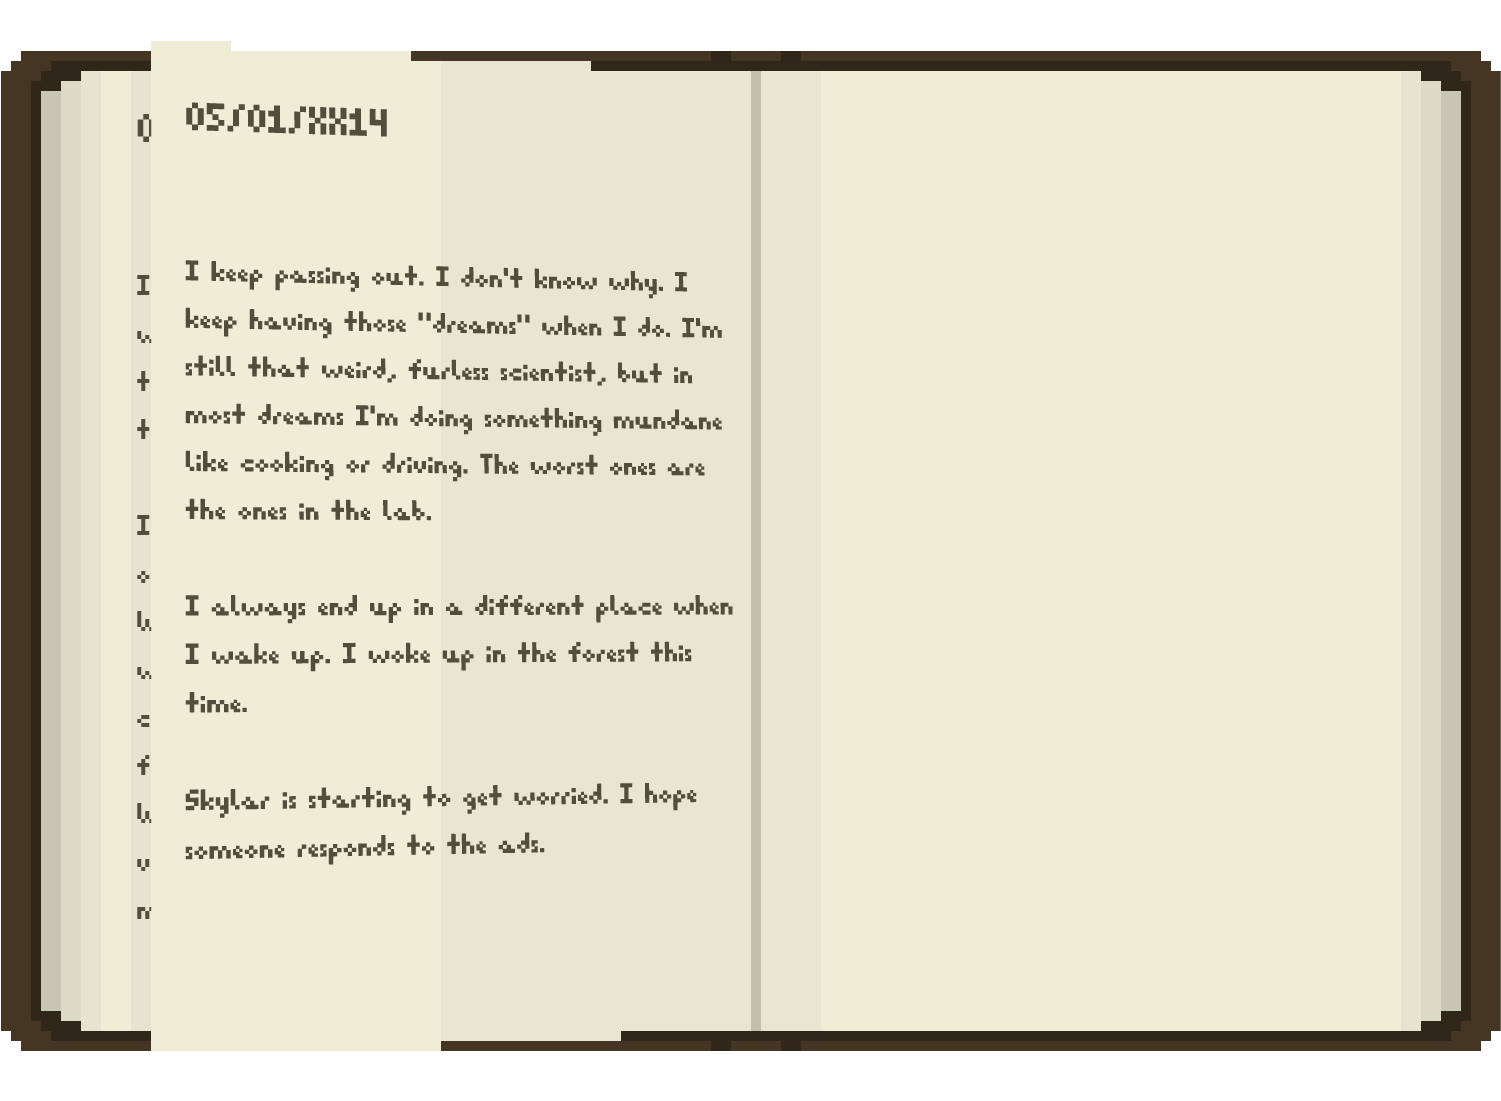 05/01/XX14
I keep passing out. I don't know why. I
keep having those "dreams" when I do. I'm
still that weird, furless scientist, but in
most dreams I'm doing something mundane
like cooking or driving. The worst ones are
the ones in the lab.
I always end up in a different place when
I wake up. I woke up in the forest this
time.
Skylar is starting to get worried. I hope
someone responds to the ads.